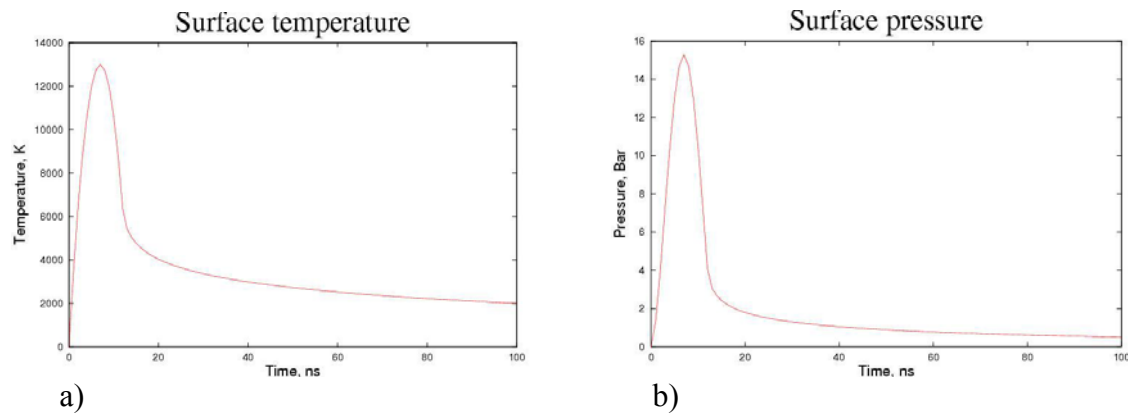 Surface temperature
14000
12000
10000
8000
6000
4000
2000
0
Temperature, K
0 20 40 60 80 100
Time, ns
a)
Surface pressure
16
14
12
10
8
6
4
2
0
Pressure, Bar
0 20 40 60 80 100
Time, ns
b)